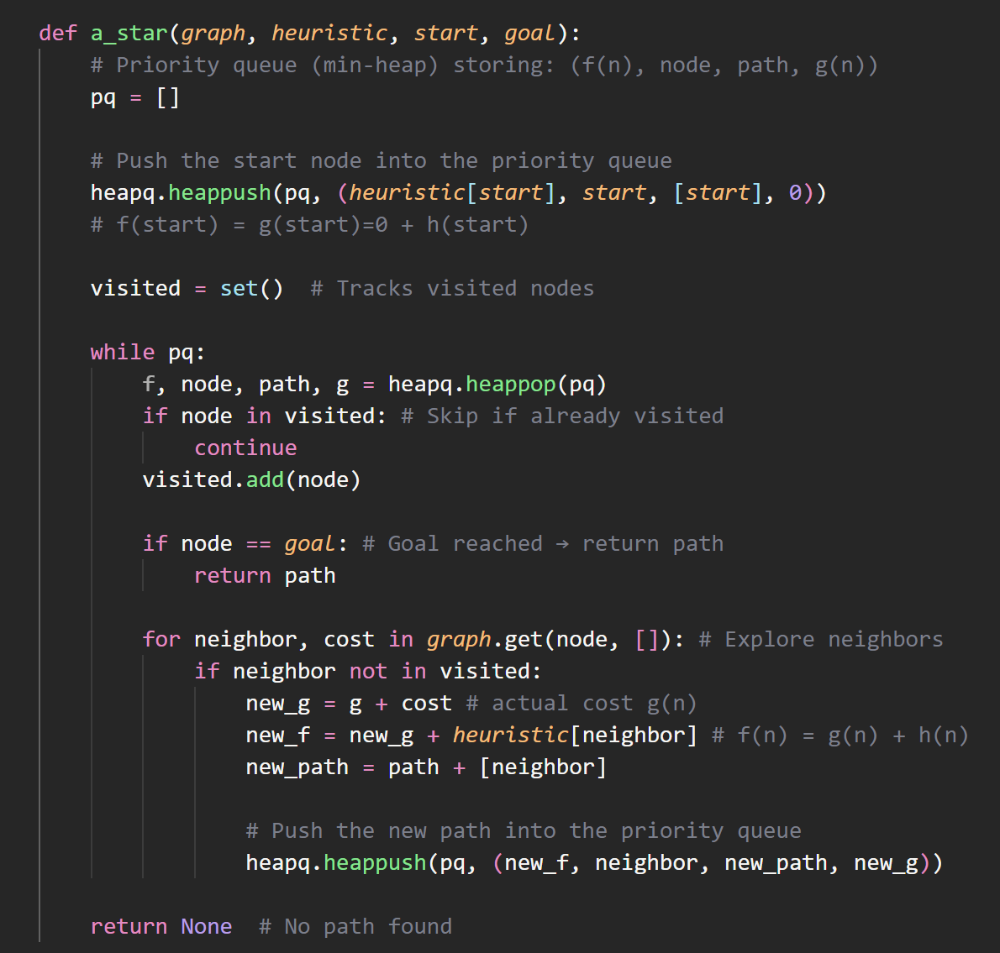 def a_star(graph, heuristic, start, goal):
    # Priority queue (min-heap) storing: (f(n), node, path, g(n))
    pq = []

    # Push the start node into the priority queue
    heapq.heappush(pq, (heuristic[start], start, [start], 0))
    # f(start) = g(start)=0 + h(start)

    visited = set()  # Tracks visited nodes

    while pq:
        f, node, path, g = heapq.heappop(pq)
        if node in visited: # Skip if already visited
            continue
        visited.add(node)

        if node == goal: # Goal reached → return path
            return path

        for neighbor, cost in graph.get(node, []): # Explore neighbors
            if neighbor not in visited:
                new_g = g + cost # actual cost g(n)
                new_f = new_g + heuristic[neighbor] # f(n) = g(n) + h(n)
                new_path = path + [neighbor]

                # Push the new path into the priority queue
                heapq.heappush(pq, (new_f, neighbor, new_path, new_g))

    return None  # No path found